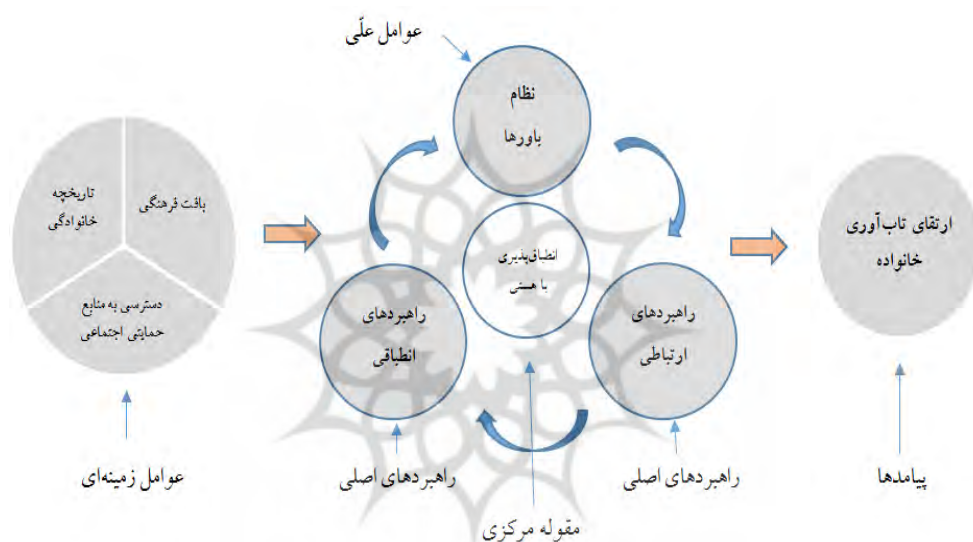 عوامل علّی
نظام
باورها
تاریخچه
خانوادگی
بافت فرهنگی
دسترسی به منابع
حمایتی اجتماعی
انطباق‌پذیری
با هستی
راهبردهای
انطباقی
راهبردهای
ارتباطی
ارتقای تاب‌آوری
خانواده
عوامل زمینه‌ای
راهبردهای اصلی
مقوله مرکزی
راهبردهای اصلی
پیامدها